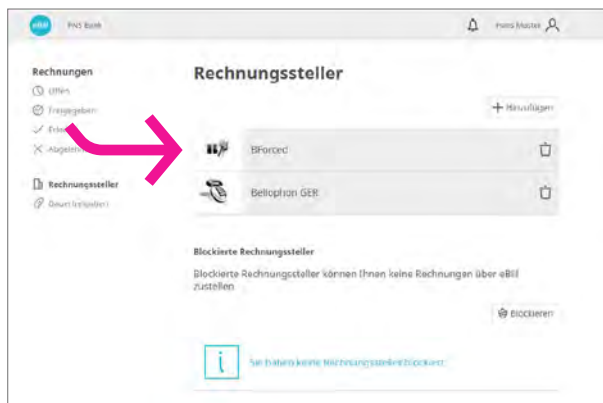 eBill PNS Bank
Hans Muster
Rechnungen
Rechnungssteller
Offen
Hinzufügen
Freigegeben
BForced
Rechnungssteller
Dauerfreigaben
Bellophon GER
Blockierte Rechnungssteller
Blockierte Rechnungssteller können Ihnen keine Rechnungen über eBill
zustellen
Blockieren
Sie haben keine Rechnungssteller blockiert